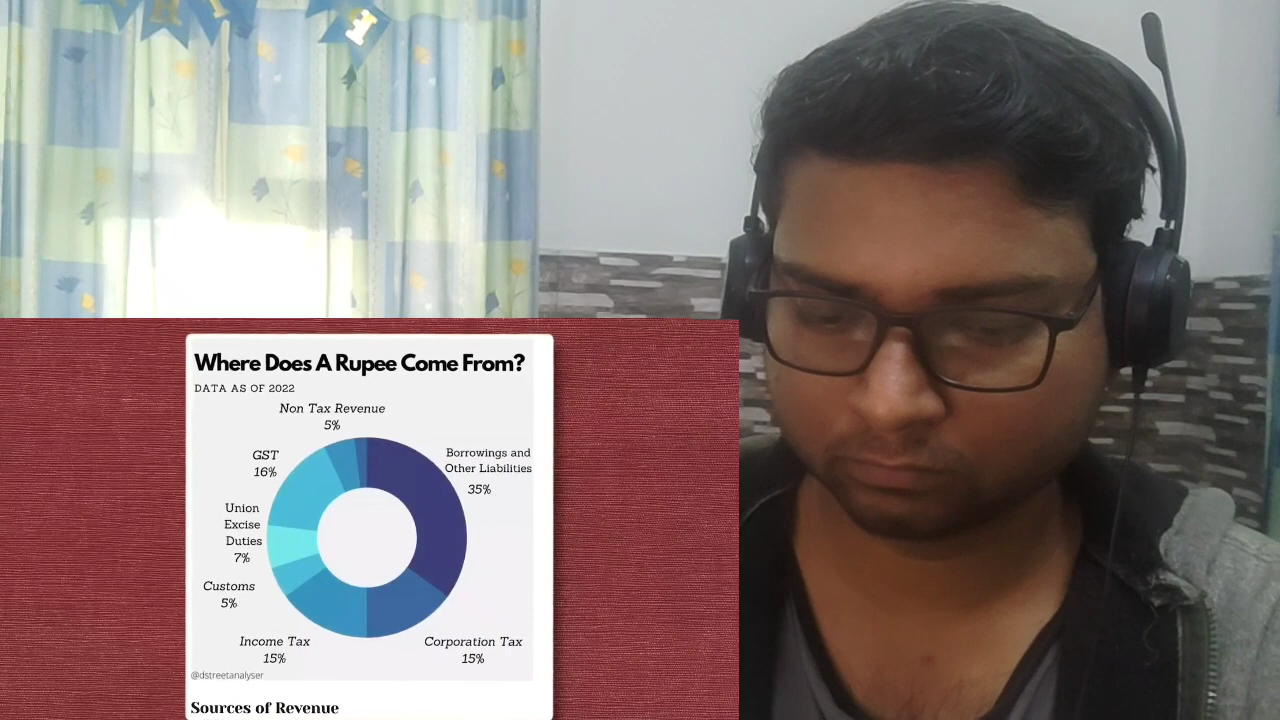 I
Where Does A Rupee Come From?
DATA AS OF 2022
Non Tax Revenue
5%
GST
16%
Borrowings and
Other Liabilities
35%
Union
Excise
Duties
7%
Customs
5%
Income Tax
15%
Corporation Tax
15%
@dstreetanalyser
Sources of Revenue